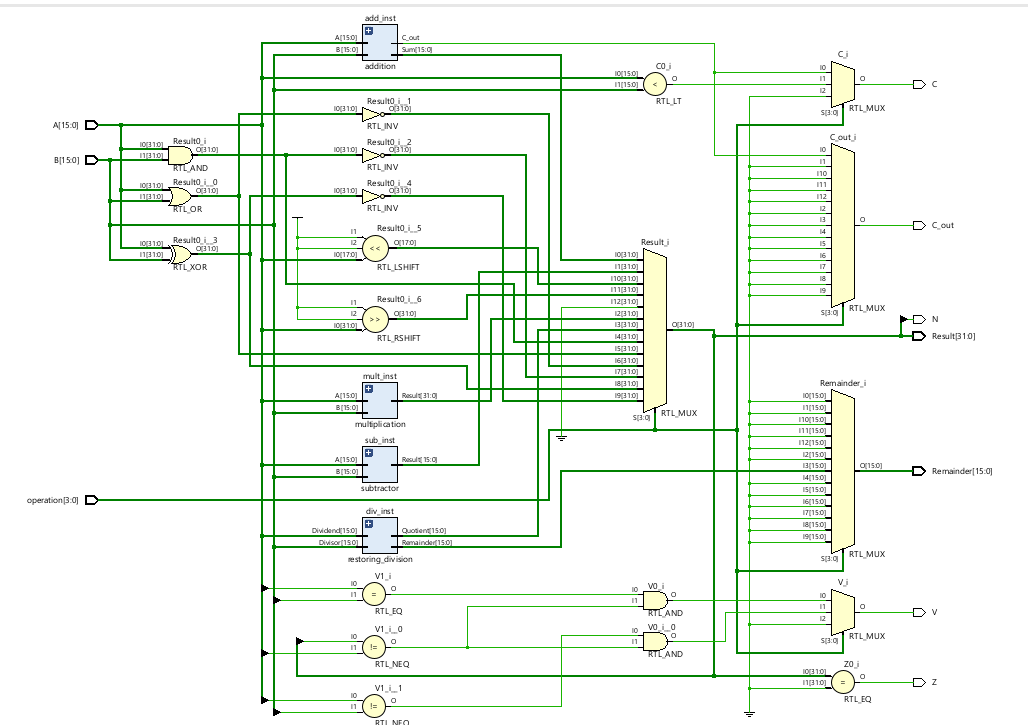 add_inst
A[15:0]
B[15:0]
C_out
Sum[15:0]
addition
C0_i
I0[15:0]
I1[15:0]
O
RTL_LT
C_i
I0
I1
I2
S[3:0]
O
RTL_MUX
C
A[15:0]
B[15:0]
Result0_i
I0[31:0]
I1[31:0]
O[31:0]
RTL_AND
Result0_i__0
I0[31:0]
I1[31:0]
O[31:0]
RTL_OR
Result0_i__3
I0[31:0]
I1[31:0]
O[31:0]
RTL_XOR
Result0_i__1
I0[31:0]
O[31:0]
RTL_INV
Result0_i__2
I0[31:0]
O[31:0]
RTL_INV
Result0_i__4
I0[31:0]
O[31:0]
RTL_INV
Result0_i__5
I1
I2
I0[17:0]
<<
O[17:0]
RTL_LSHIFT
Result0_i__6
I1
I2
I0[31:0]
>>
O[31:0]
RTL_RSHIFT
C_out_i
I0
I1
I10
I11
I12
I2
I3
I4
I5
I6
I7
I8
I9
S[3:0]
O
RTL_MUX
C_out
Result_i
I0[31:0]
I1[31:0]
I10[31:0]
I11[31:0]
I12[31:0]
I2[31:0]
I3[31:0]
I4[31:0]
I5[31:0]
I6[31:0]
I7[31:0]
I8[31:0]
I9[31:0]
S[3:0]
O[31:0]
RTL_MUX
N
Result[31:0]
mult_inst
A[15:0]
B[15:0]
Result[31:0]
multiplication
sub_inst
A[15:0]
B[15:0]
Result[15:0]
subtractor
operation[3:0]
div_inst
Dividend[15:0]
Divisor[15:0]
Quotient[15:0]
Remainder[15:0]
restoring_division
Remainder_i
I0[15:0]
I1[15:0]
I10[15:0]
I11[15:0]
I12[15:0]
I2[15:0]
I3[15:0]
I4[15:0]
I5[15:0]
I6[15:0]
I7[15:0]
I8[15:0]
I9[15:0]
S[3:0]
O[15:0]
RTL_MUX
Remainder[15:0]
V1_i
I0
I1
=
O
RTL_EQ
V1_i__0
I0
I1
!=
O
RTL_NEQ
V1_i__1
I0
I1
!=
O
RTL_NEQ
V0_i
I0
I1
O
RTL_AND
V0_i__0
I0
I1
O
RTL_AND
V_i
I0
I1
I2
S[3:0]
O
RTL_MUX
V
Z0_i
I0[31:0]
I1[31:0]
=
O
RTL_EQ
Z